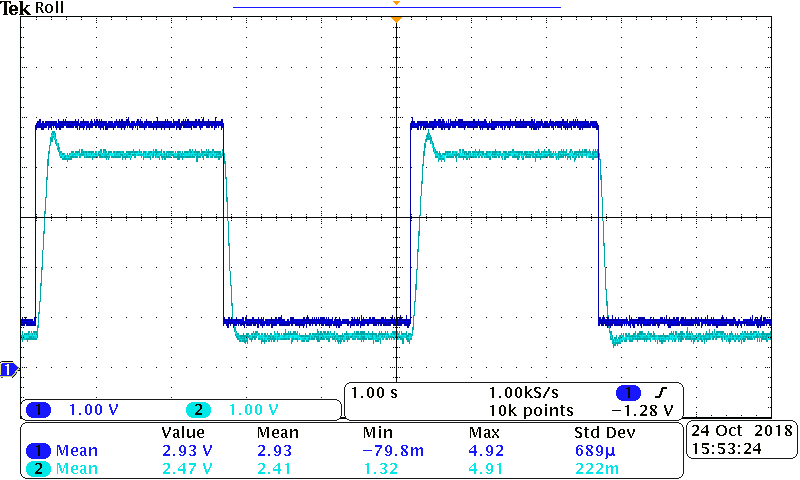 Tek Roll
1
1 1.00 V 2 1.00 V
1.00 s 1.00kS/s 1
10k points −1.28 V
Value Mean Min Max Std Dev
1 Mean 2.93 V 2.93 −79.8m 4.92 689µ
2 Mean 2.47 V 2.41 1.32 4.91 222m
24 Oct 2018
15:53:24